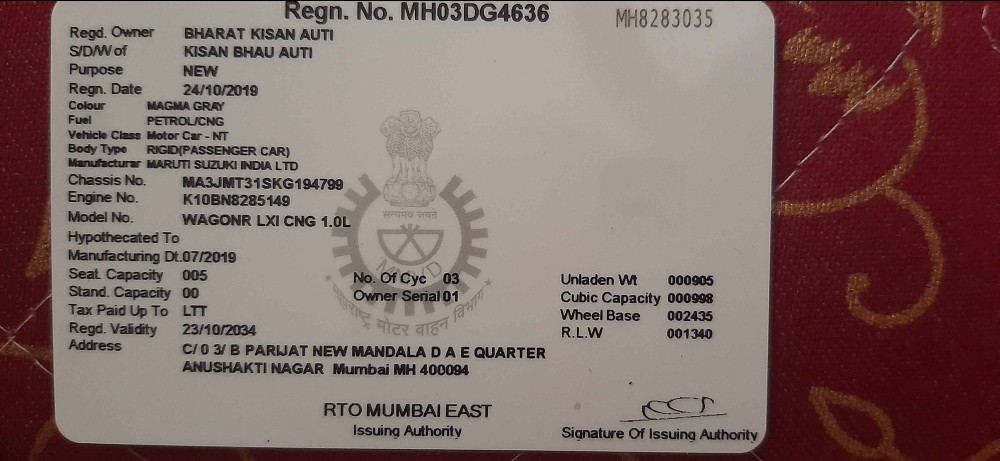 Regn. No. MH03DG4636
MH8283035
Regd. Owner BHARAT KISAN AUTI
S/D/W of KISAN BHAU AUTI
Purpose NEW
Regn. Date 24/10/2019
Colour MAGMA GRAY
Fuel PETROL/CNG
Vehicle Class Motor Car - NT
Body Type RIGID(PASSENGER CAR)
Manufacturar MARUTI SUZUKI INDIA LTD
Chassis No. MA3JMT31SKG194799
Engine No. K10BN8285149
Model No. WAGONR LXI CNG 1.0L
Hypothecated To
Manufacturing Dt.07/2019
Seat. Capacity 005 No. Of Cyc 03 Unladen Wt 000905
Stand. Capacity 00 Owner Serial 01 Cubic Capacity 000998
Tax Paid Up To LTT Wheel Base 002435
Regd. Validity 23/10/2034 R.L.W 001340
Address C/ 0 3/ B PARIJAT NEW MANDALA D A E QUARTER
ANUSHAKTI NAGAR Mumbai MH 400094
सत्यमेव जयते
MMVD
महाराष्ट्र मोटर वाहन विभाग
RTO MUMBAI EAST
Issuing Authority
Signature Of Issuing Authority